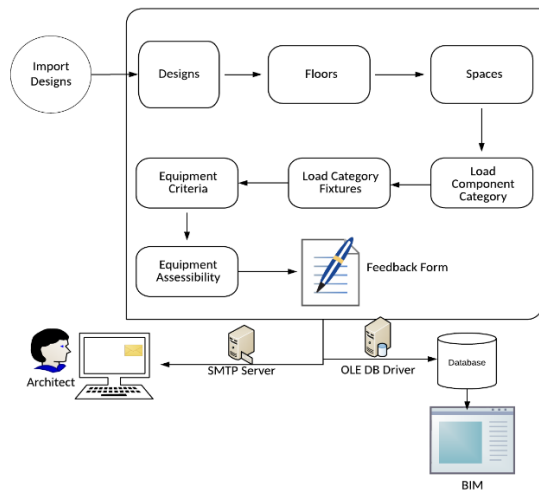 Import
Designs
Designs
Floors
Spaces
Equipment
Criteria
Load Category
Fixtures
Load
Component
Category
Equipment
Assessibility
Feedback Form
Architect
SMTP Server
OLE DB Driver
Database
BIM